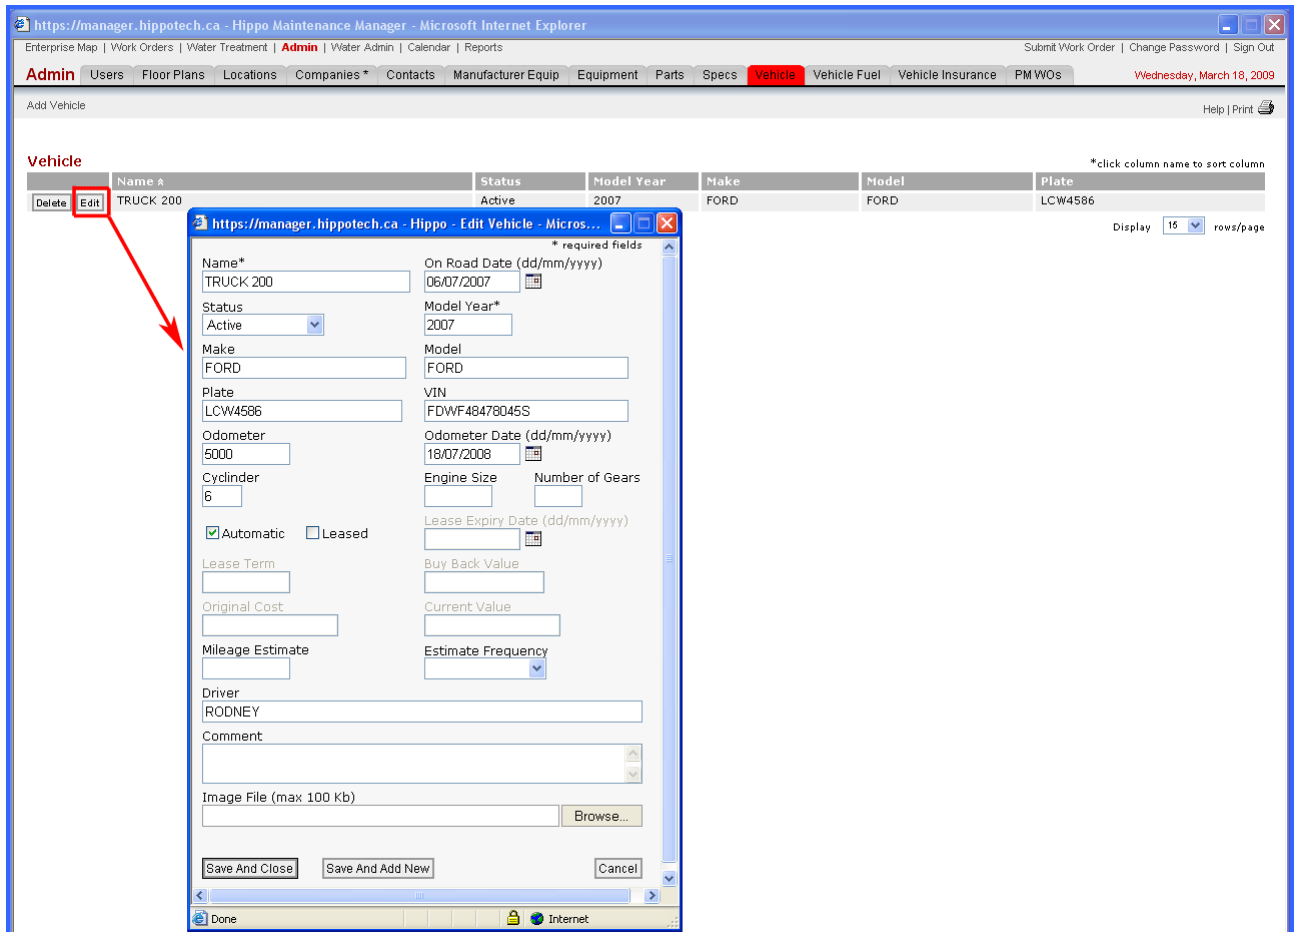 https://manager.hippotech.ca - Hippo Maintenance Manager - Microsoft Internet Explorer
Enterprise Map | Work Orders | Water Treatment | Admin | Water Admin | Calendar | Reports Submit Work Order | Change Password | Sign Out
Admin Users Floor Plans Locations Companies * Contacts Manufacturer Equip Equipment Parts Specs Vehicle Vehicle Fuel Vehicle Insurance PM WOs Wednesday, March 18, 2009
Add Vehicle Help | Print
Vehicle *click column name to sort column
Name Status Model Year Make Model Plate
Delete Edit TRUCK 200 Active 2007 FORD FORD LCW4586
Display 15 rows/page
https://manager.hippotech.ca - Hippo - Edit Vehicle - Micros...
* required fields
Name* On Road Date (dd/mm/yyyy)
TRUCK 200 06/07/2007
Status Model Year*
Active 2007
Make Model
FORD FORD
Plate VIN
LCW4586 FDWF48478045S
Odometer Odometer Date (dd/mm/yyyy)
5000 18/07/2008
Cyclinder Engine Size Number of Gears
6
Lease Expiry Date (dd/mm/yyyy)
Automatic Leased
Lease Term Buy Back Value
Original Cost Current Value
Mileage Estimate Estimate Frequency
Driver
RODNEY
Comment
Image File (max 100 Kb)
Browse...
Save And Close Save And Add New Cancel
Done Internet